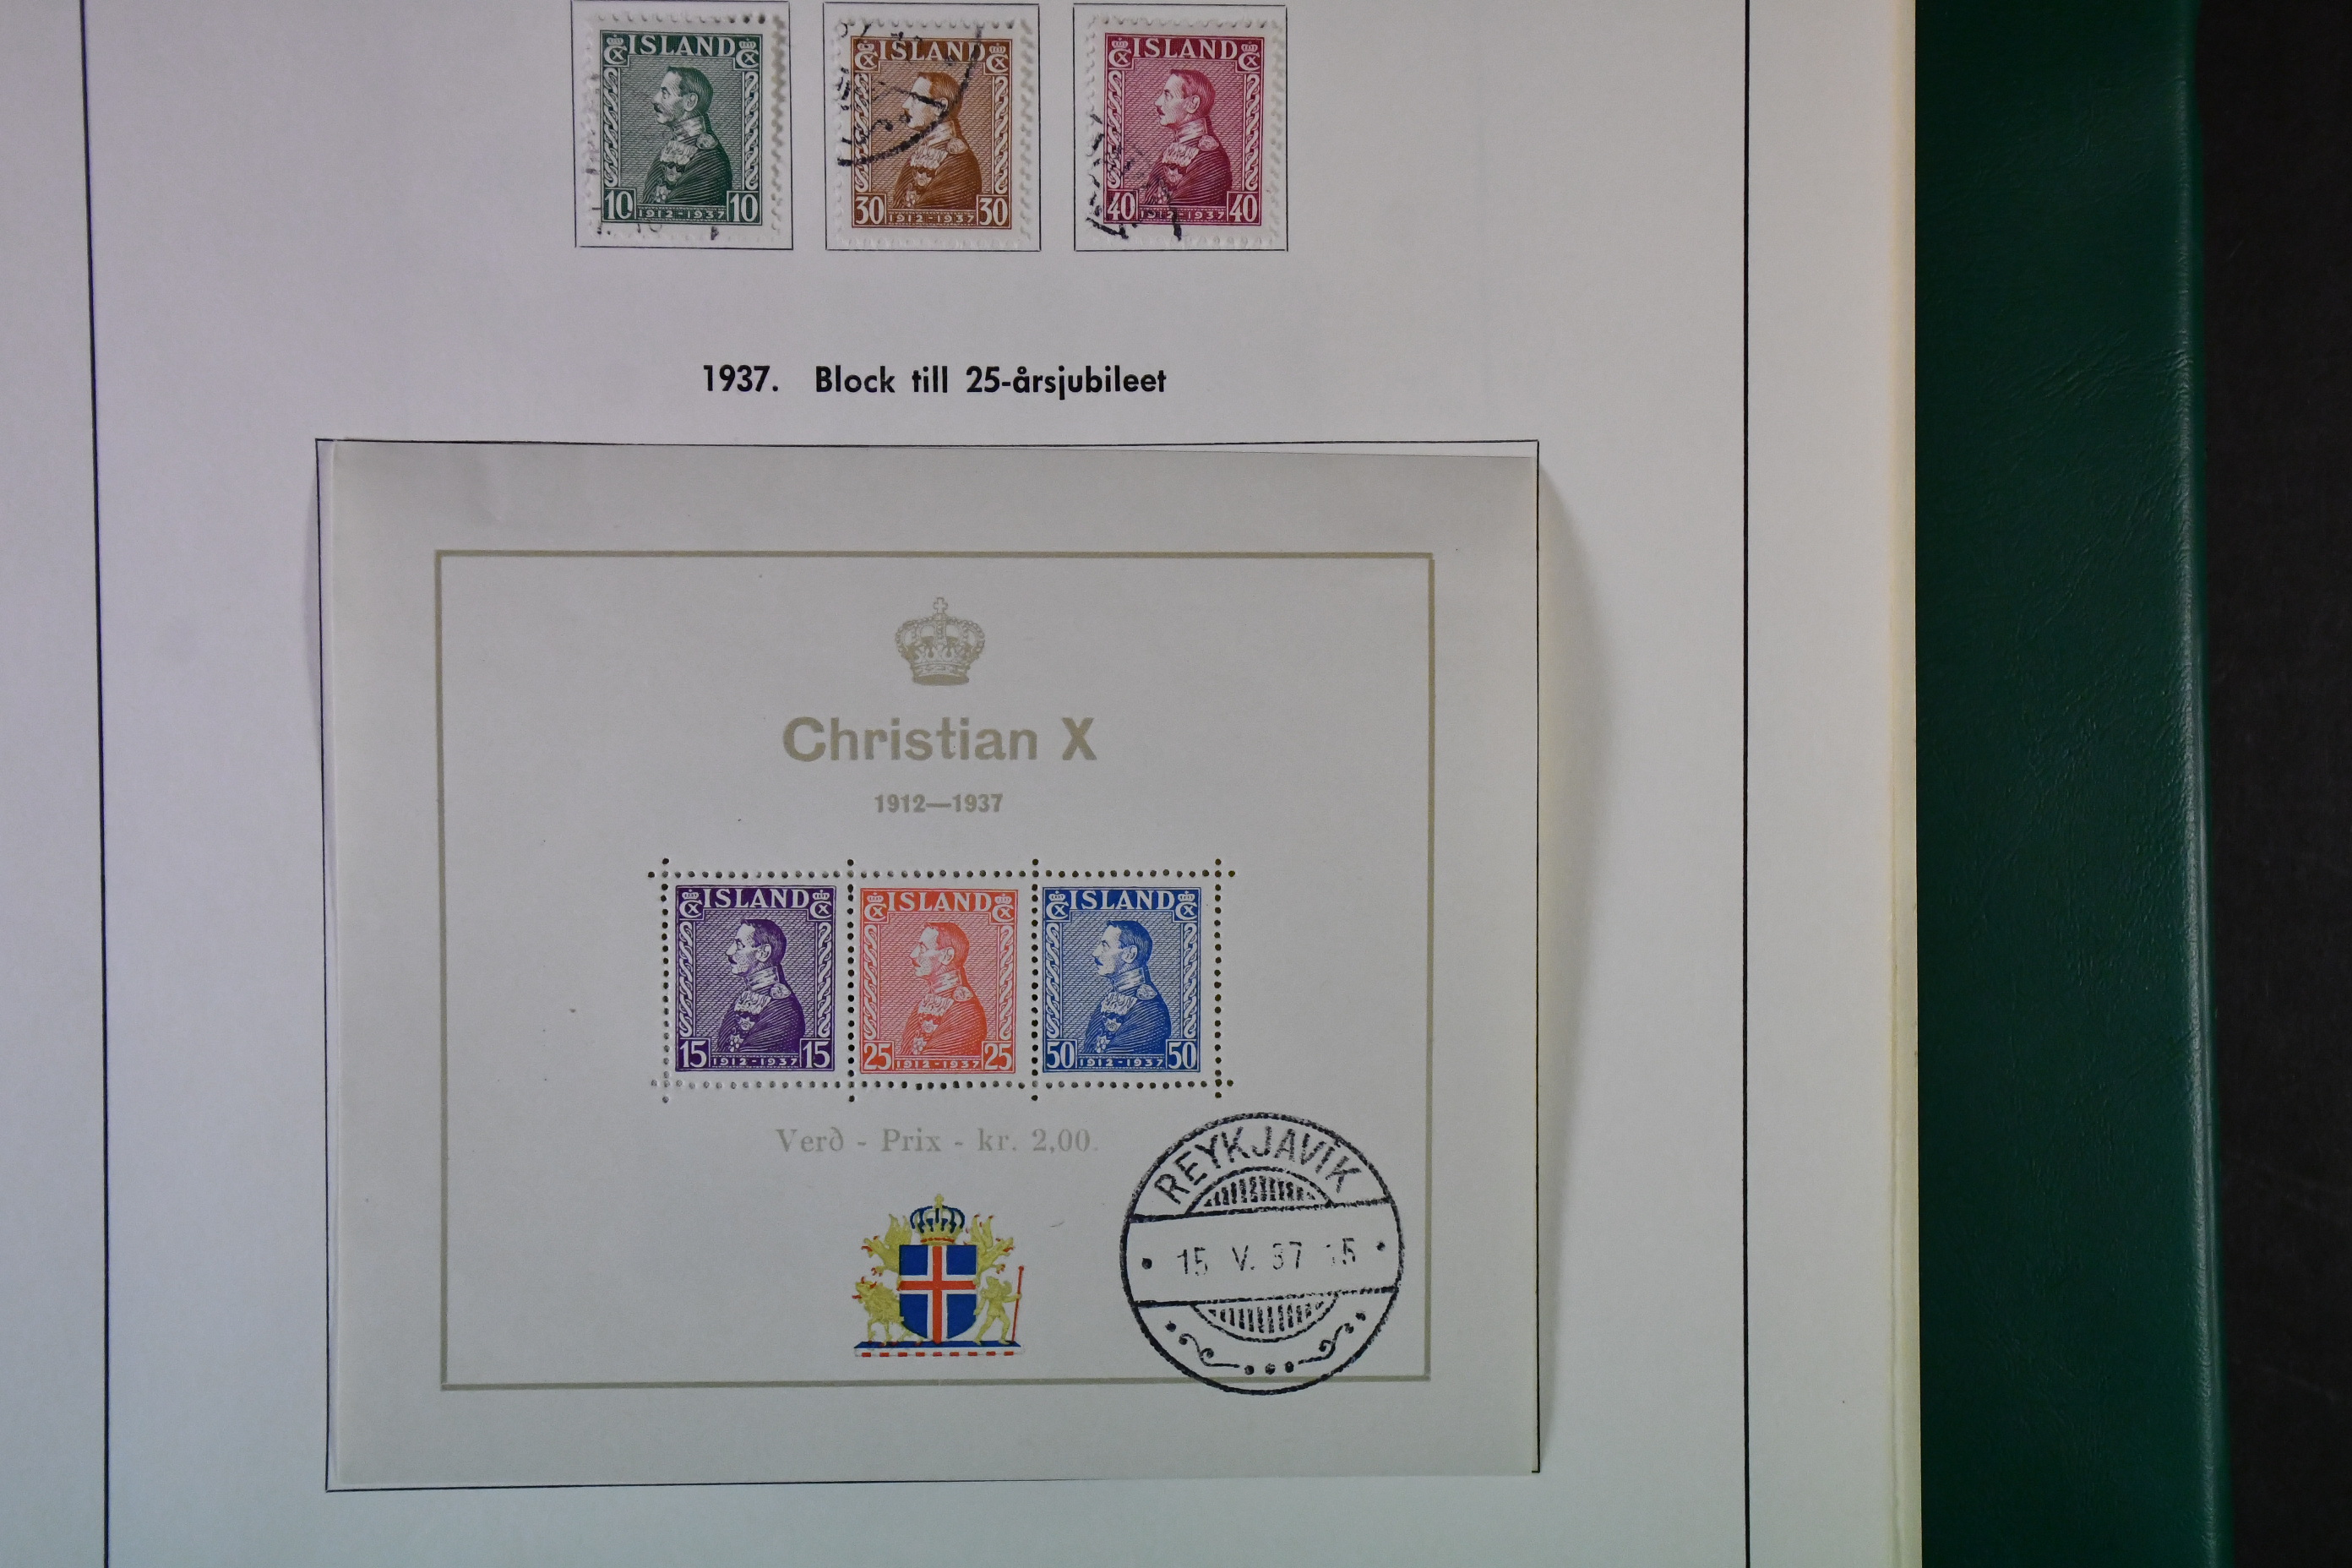 ISLAND
10 1912-1937 10
ISLAND
30 1912-1937 30
ISLAND
40 1912-1937 40
1937. Block till 25-årsjubileet
Christian X
1912—1937
ISLAND
15 1912-1937 15
ISLAND
25 1912-1937 25
ISLAND
50 1912-1937 50
Verð - Prix - kr. 2,00.
REYKJAVÍK
15 V. 37 15